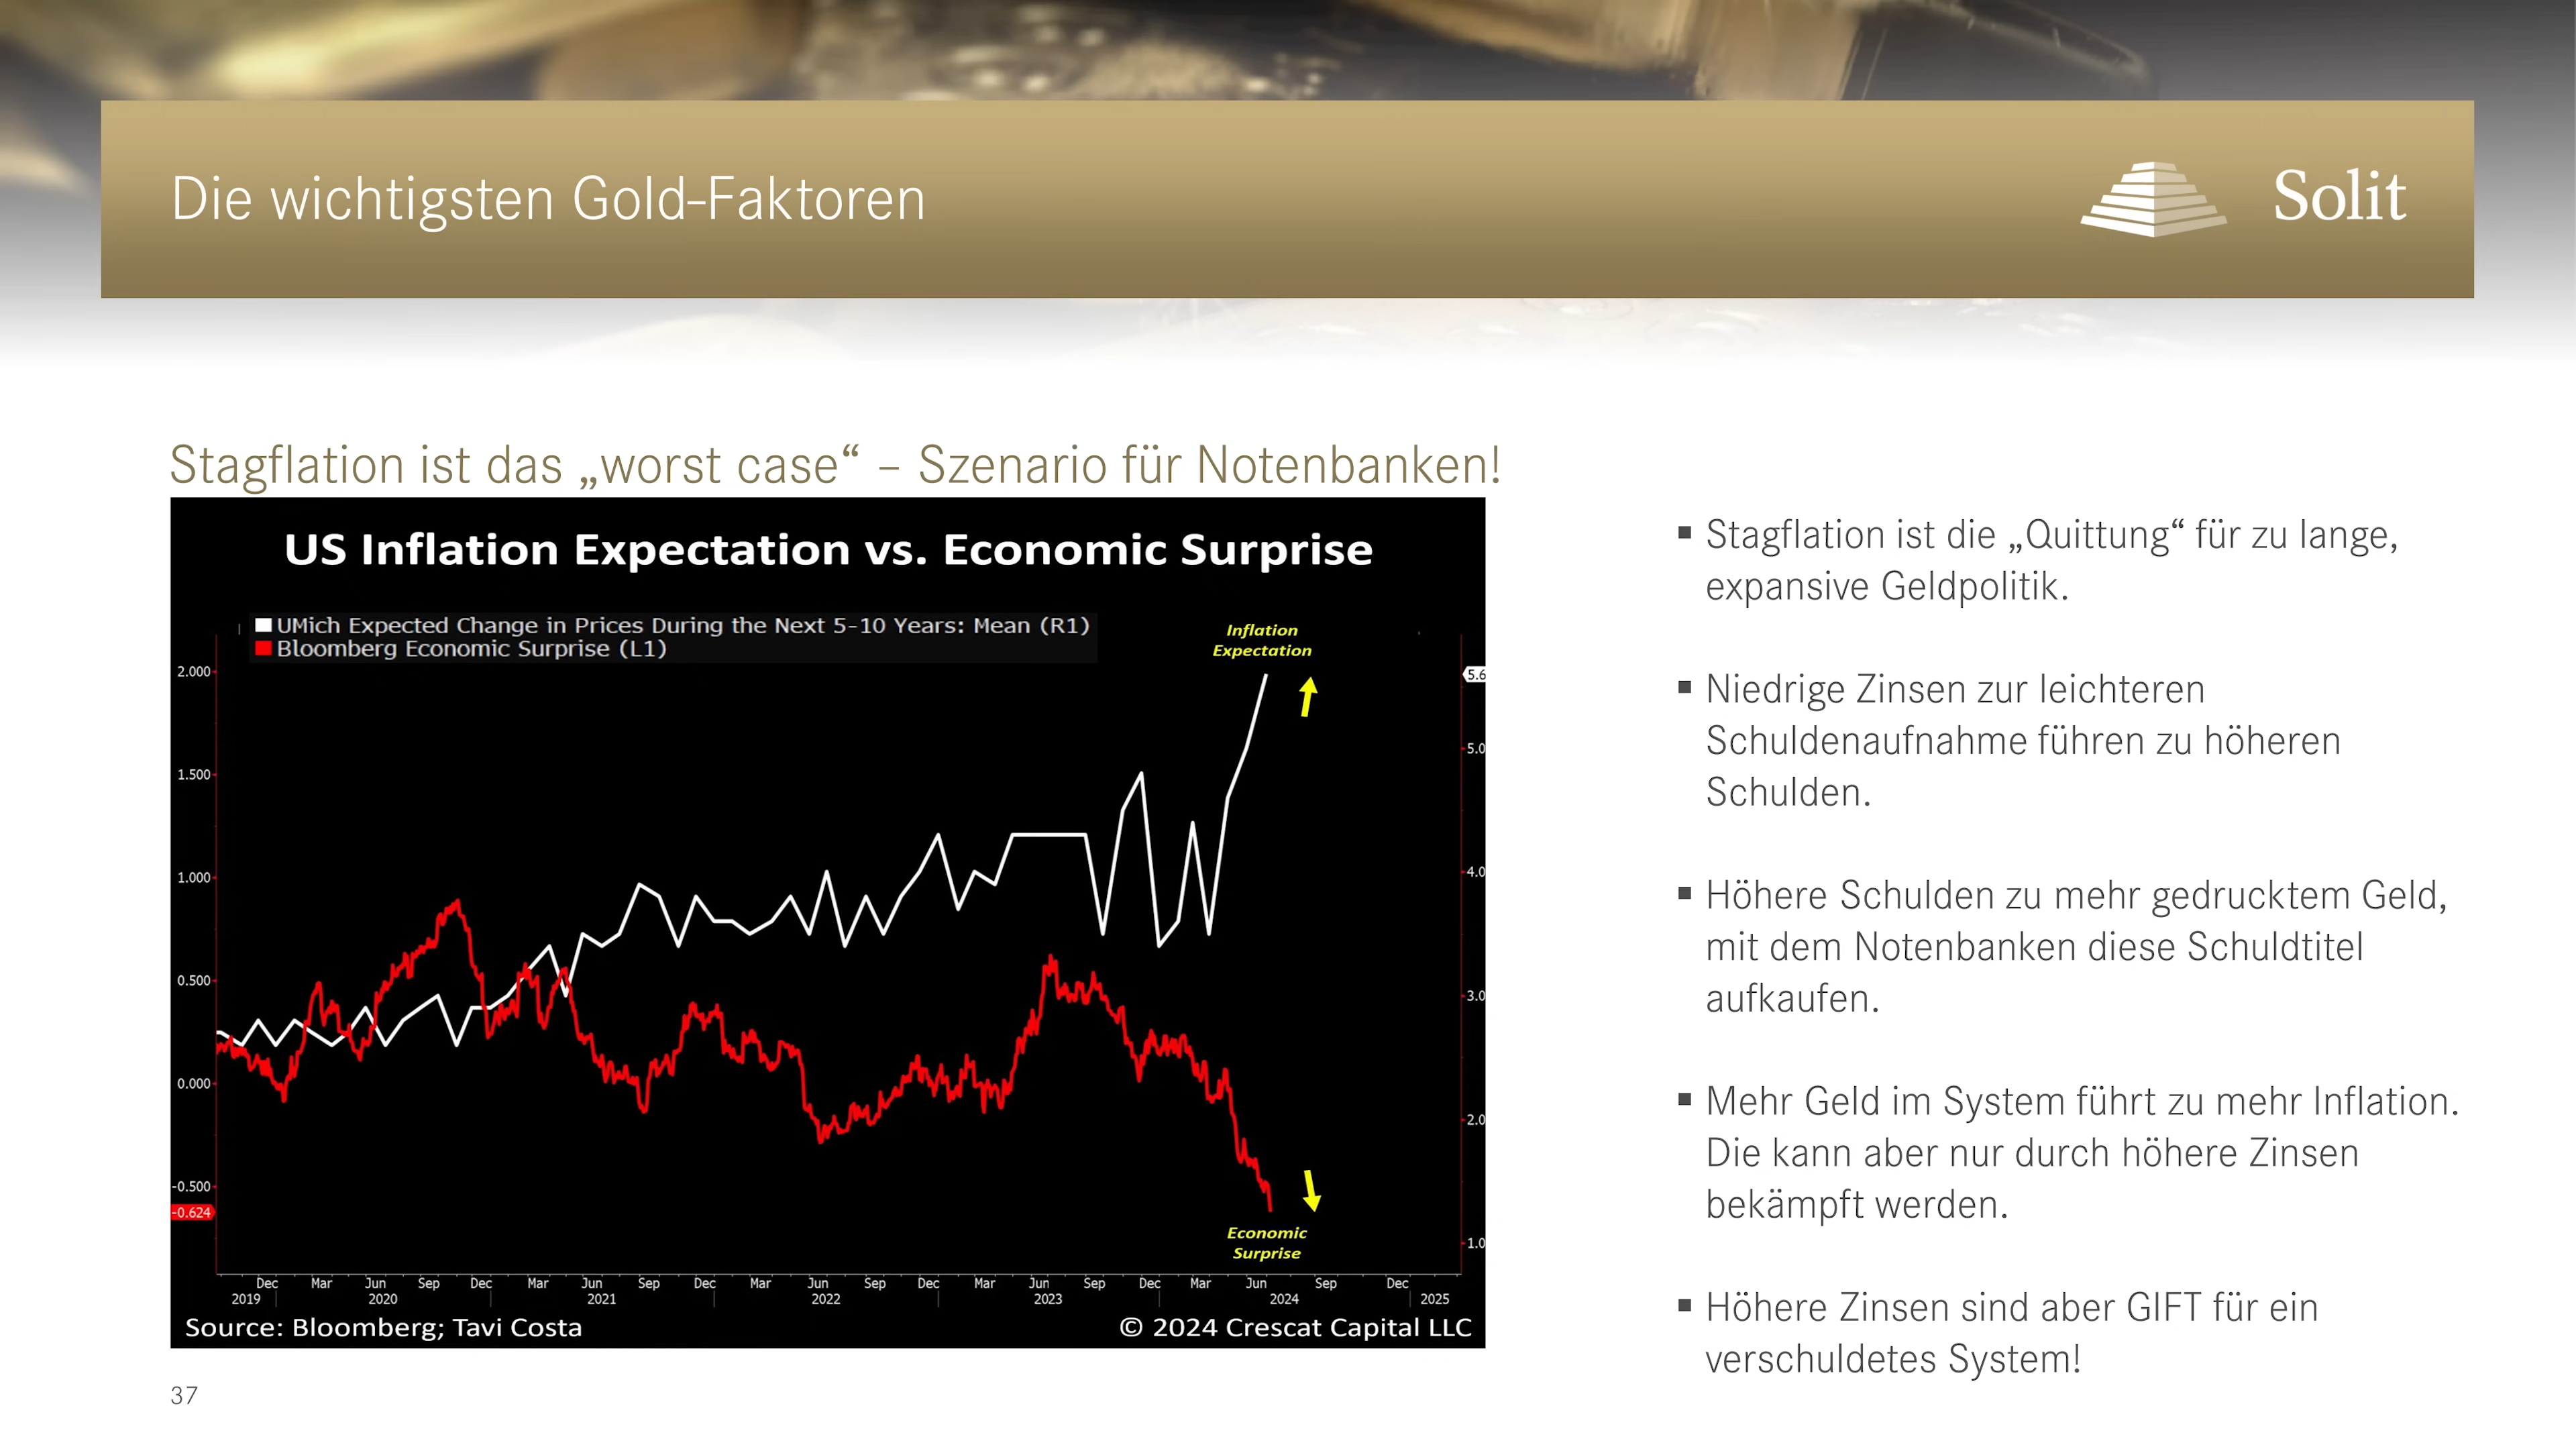 Die wichtigsten Gold-Faktoren
Solit
Stagflation ist das „worst case“ – Szenario für Notenbanken!
US Inflation Expectation vs. Economic Surprise
UMich Expected Change in Prices During the Next 5-10 Years: Mean (R1)
Bloomberg Economic Surprise (L1)
Inflation
Expectation
2.000
1.500
1.000
0.500
0.000
-0.500
-0.624
5.6
5.0
4.0
3.0
2.0
1.0
Economic
Surprise
Dec Mar Jun Sep Dec Mar Jun Sep Dec Mar Jun Sep Dec Mar Jun Sep Dec Mar Jun Sep Dec
2019 2020 2021 2022 2023 2024 2025
Source: Bloomberg; Tavi Costa
© 2024 Crescat Capital LLC
▪ Stagflation ist die „Quittung“ für zu lange,
expansive Geldpolitik.
▪ Niedrige Zinsen zur leichteren
Schuldenaufnahme führen zu höheren
Schulden.
▪ Höhere Schulden zu mehr gedrucktem Geld,
mit dem Notenbanken diese Schuldtitel
aufkaufen.
▪ Mehr Geld im System führt zu mehr Inflation.
Die kann aber nur durch höhere Zinsen
bekämpft werden.
▪ Höhere Zinsen sind aber GIFT für ein
verschuldetes System!
37